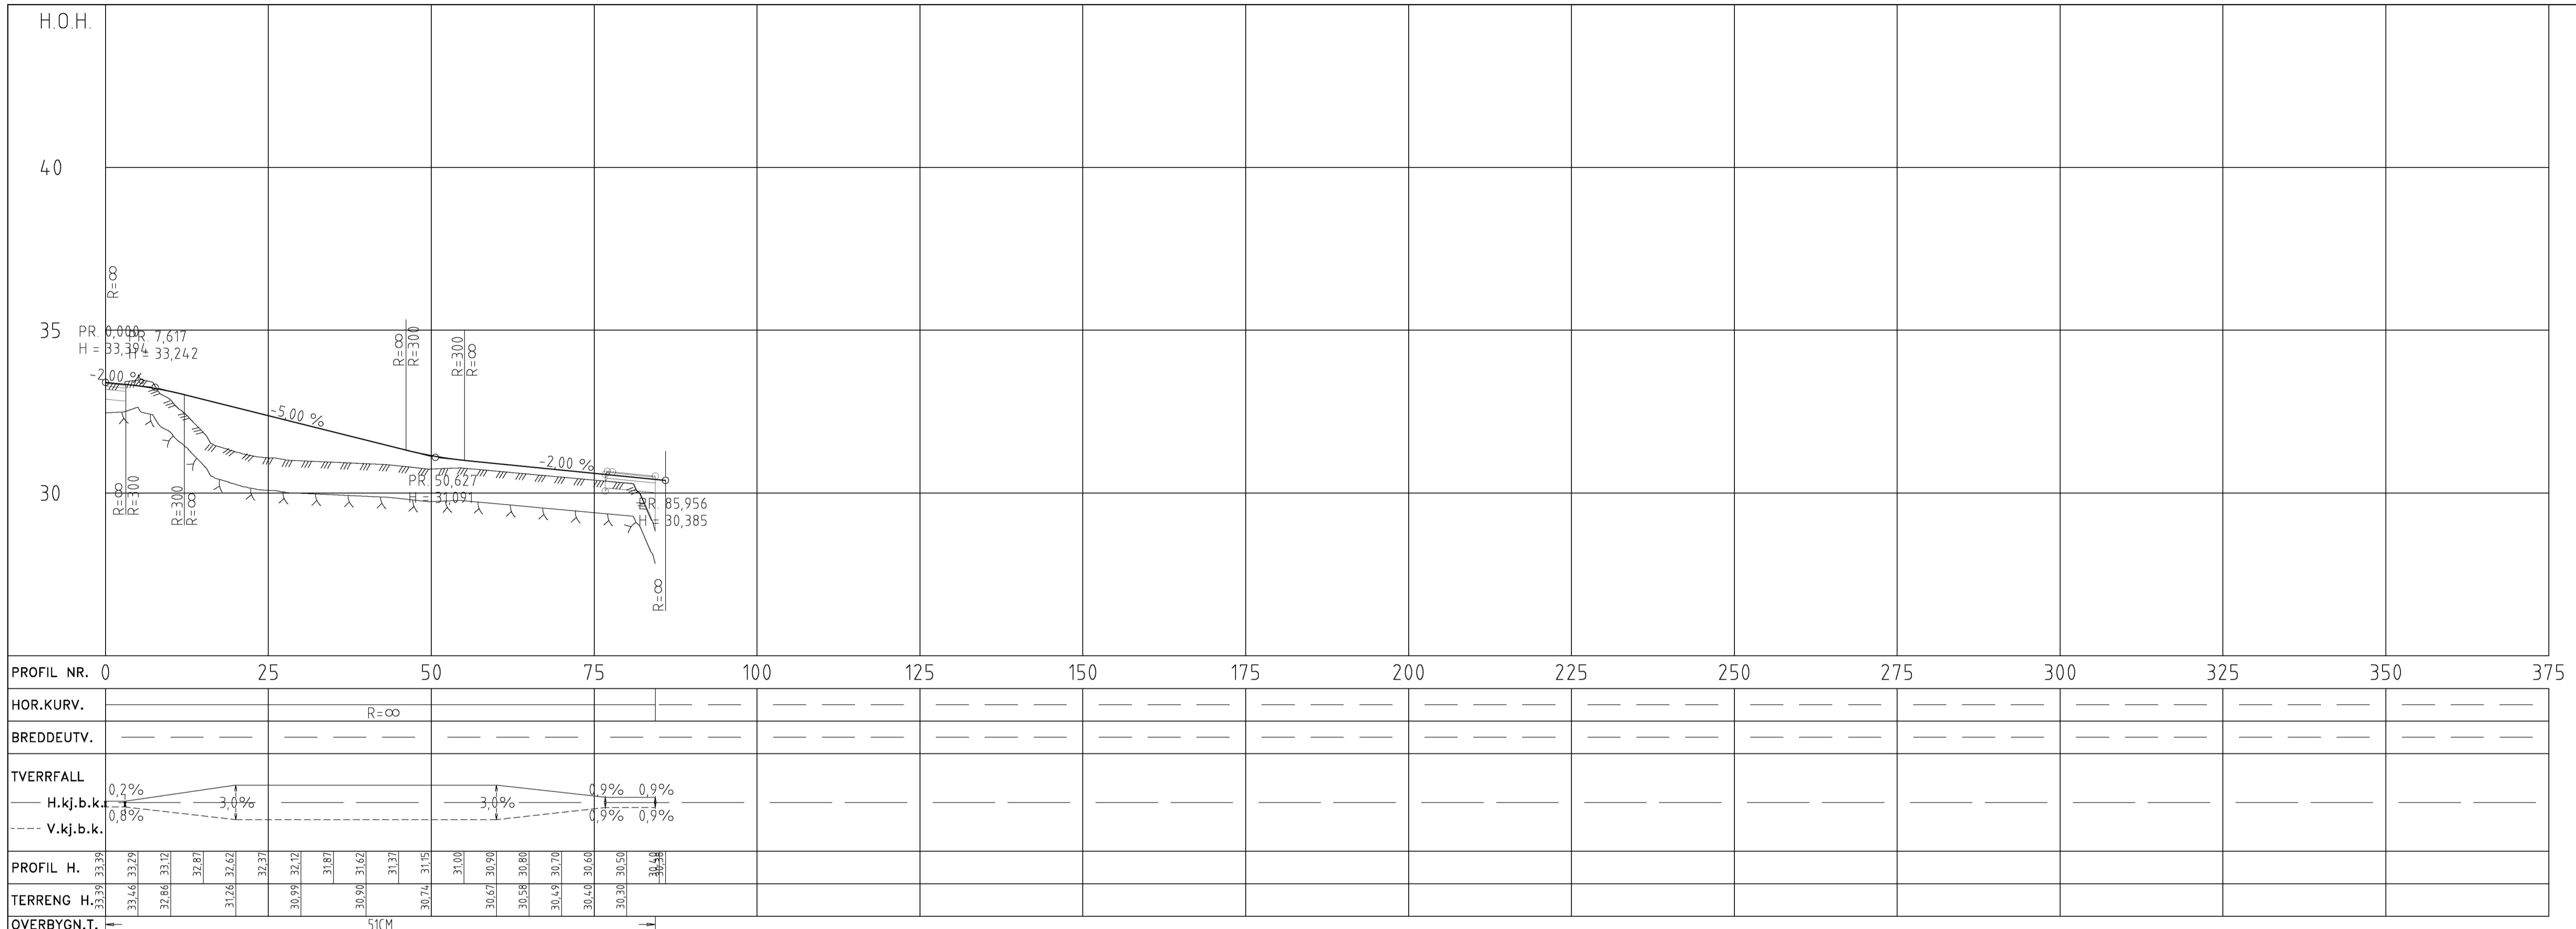 H.O.H.
40
R=∞
35
PR. 0,000
H = 33,394
PR. 7,617
H = 33,242
R=∞
R=300
R=300
R=∞
-2,00 %
-5,00 %
-2,00 %
30
R=∞
R=300
R=300
R=∞
PR. 50,627
H = 31,091
PR. 85,956
H = 30,385
R=∞
PROFIL NR. 0 25 50 75 100 125 150 175 200 225 250 275 300 325 350 375
HOR.KURV.
R=∞
BREDDEUTV.
TVERRFALL
0,2% 0,9% 0,9%
H.kj.b.k. 3,0% 3,0%
0,8% 0,9% 0,9%
V.kj.b.k.
PROFIL H. 33,39 33,29 33,12 32,87 32,62 32,37 32,12 31,87 31,62 31,37 31,15 31,00 30,90 30,80 30,70 30,60 30,50 30,40 30,38
TERRENG H. 33,39 33,46 32,86 31,26 30,99 30,90 30,74 30,67 30,58 30,49 30,40 30,30
OVERBYGN.T. 51CM